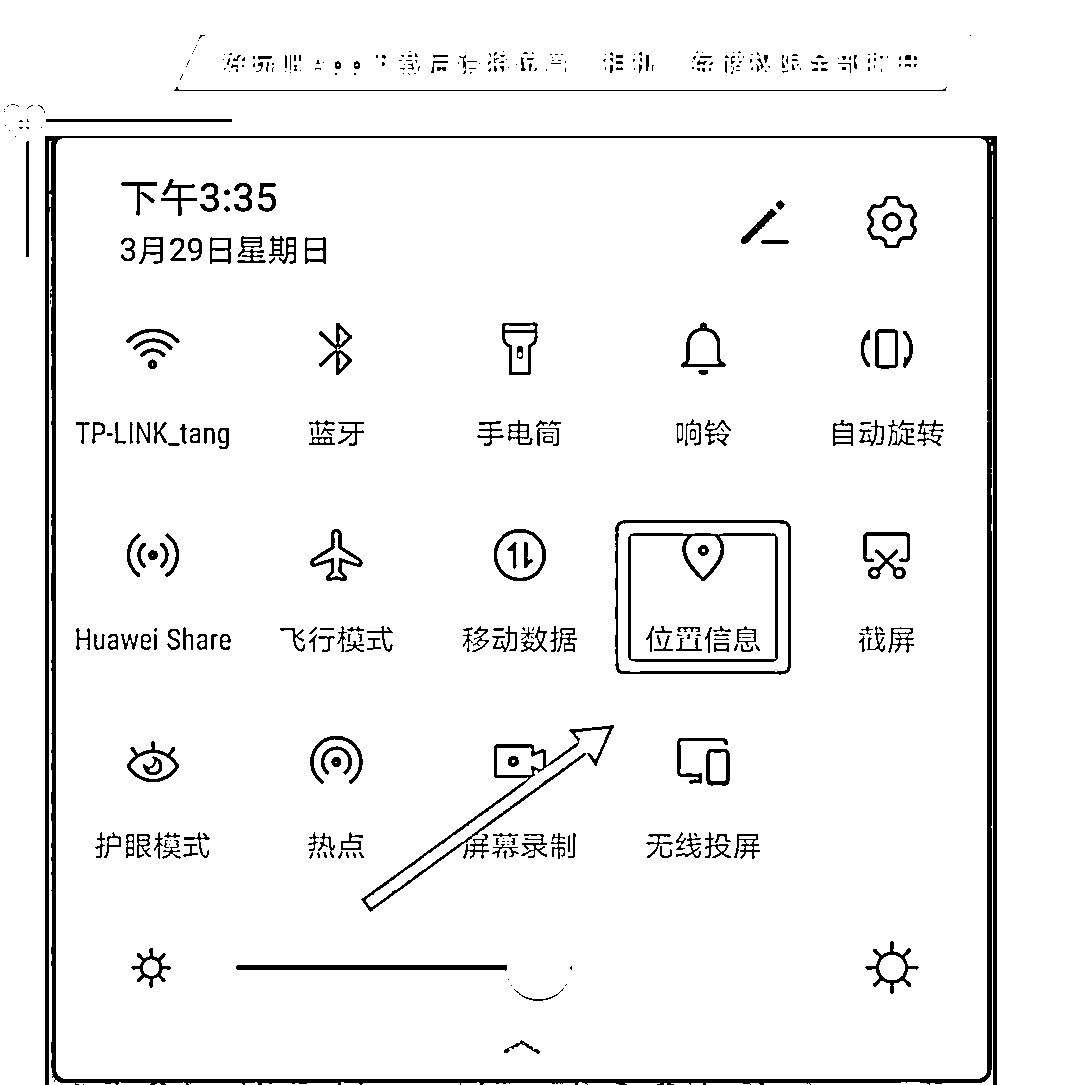 下午3:35
3月29日星期日
TP-LINK_tang 蓝牙 手电筒 响铃 自动旋转
Huawei Share 飞行模式 移动数据 位置信息 截屏
护眼模式 热点 屏幕录制 无线投屏